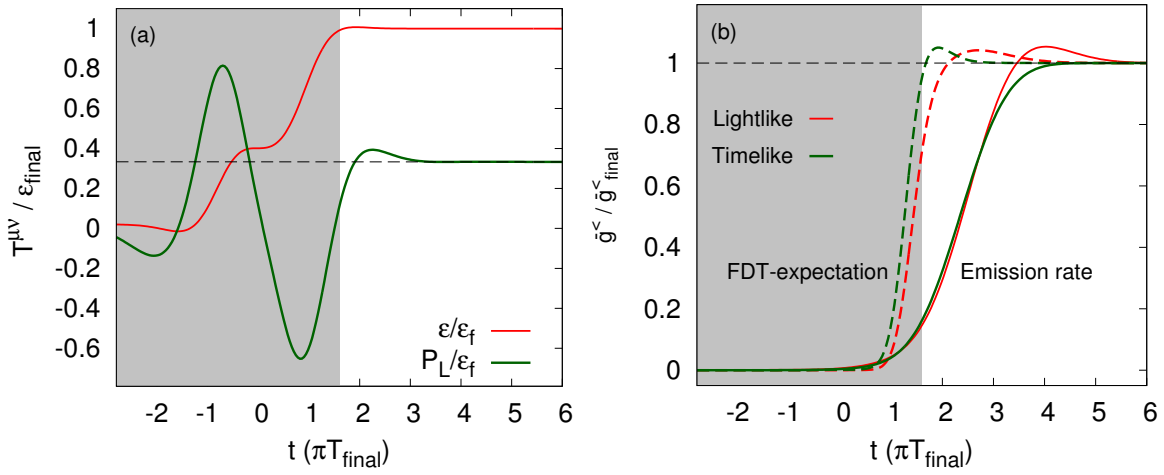 (a)
T^μν / ε_final
1
0.8
0.6
0.4
0.2
0
-0.2
-0.4
-0.6
ε/ε_f
P_L/ε_f
-2 -1 0 1 2 3 4 5 6
t (πT_final)
(b)
g̅^< / g̅^<_final
1
0.8
0.6
0.4
0.2
0
Lightlike
Timelike
FDT-expectation Emission rate
-2 -1 0 1 2 3 4 5 6
t (πT_final)